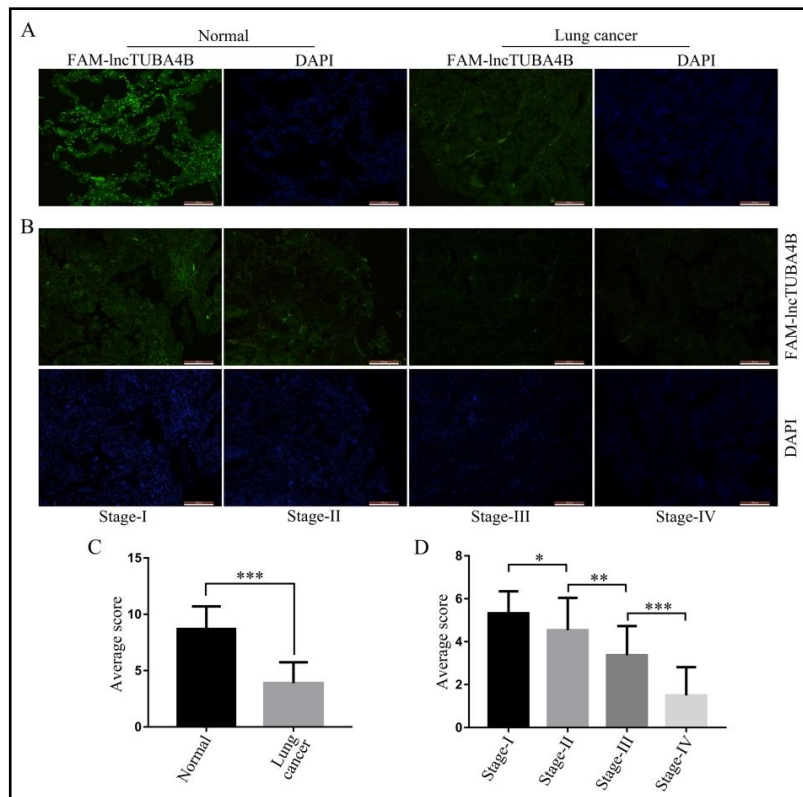 A
Normal
Lung cancer
FAM-lncTUBA4B
DAPI
FAM-lncTUBA4B
DAPI
B
FAM-lncTUBA4B
DAPI
Stage-I
Stage-II
Stage-III
Stage-IV
C
15
10
5
0
Average score
***
Normal
Lung
cancer
D
8
6
4
2
0
Average score
*
**
***
Stage-I
Stage-II
Stage-III
Stage-IV